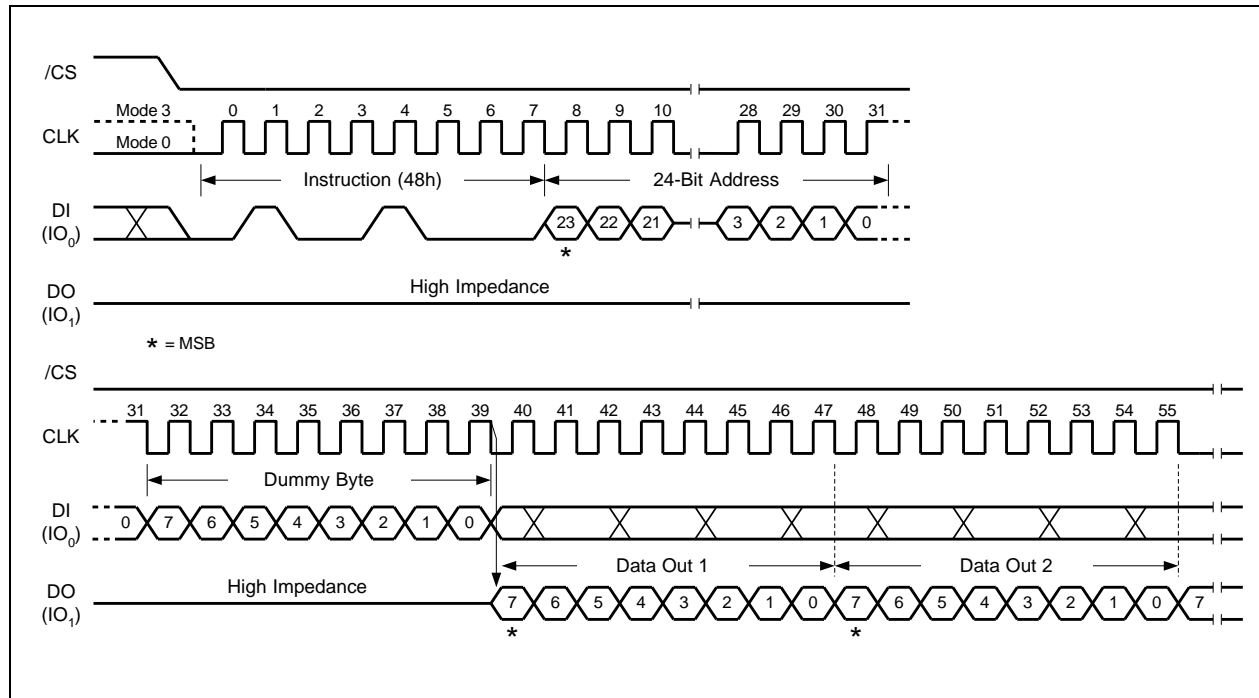 /CS
Mode 3 0 1 2 3 4 5 6 7 8 9 10 28 29 30 31
CLK
Mode 0
Instruction (48h) 24-Bit Address
DI
(IO0)
23 22 21 3 2 1 0
*
High Impedance
DO
(IO1)
* = MSB
/CS
31 32 33 34 35 36 37 38 39 40 41 42 43 44 45 46 47 48 49 50 51 52 53 54 55
CLK
Dummy Byte
DI
(IO0)
0 7 6 5 4 3 2 1 0
Data Out 1 Data Out 2
High Impedance
DO
(IO1)
7 6 5 4 3 2 1 0 7 6 5 4 3 2 1 0 7
* *